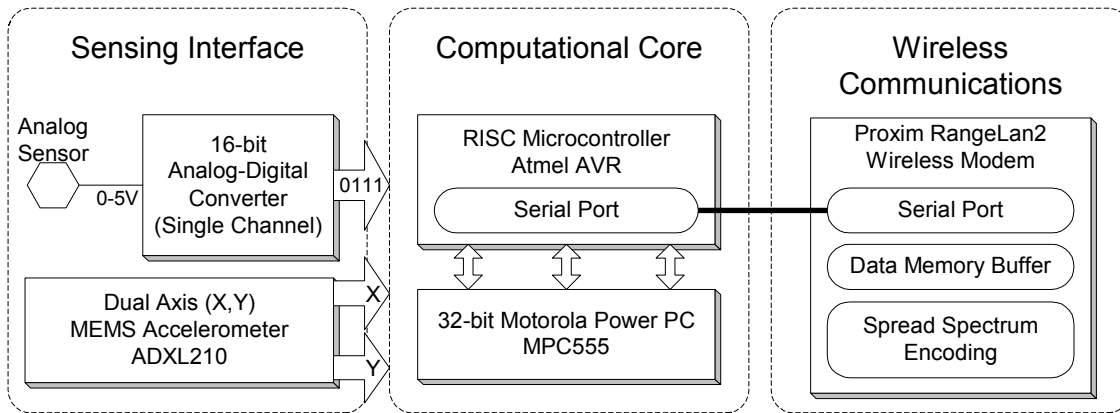 Sensing Interface
Analog
Sensor
0-5V
16-bit
Analog-Digital
Converter
(Single Channel)
0111
Dual Axis (X,Y)
MEMS Accelerometer
ADXL210
X
Y
Computational Core
RISC Microcontroller
Atmel AVR
Serial Port
32-bit Motorola Power PC
MPC555
Wireless
Communications
Proxim RangeLan2
Wireless Modem
Serial Port
Data Memory Buffer
Spread Spectrum
Encoding